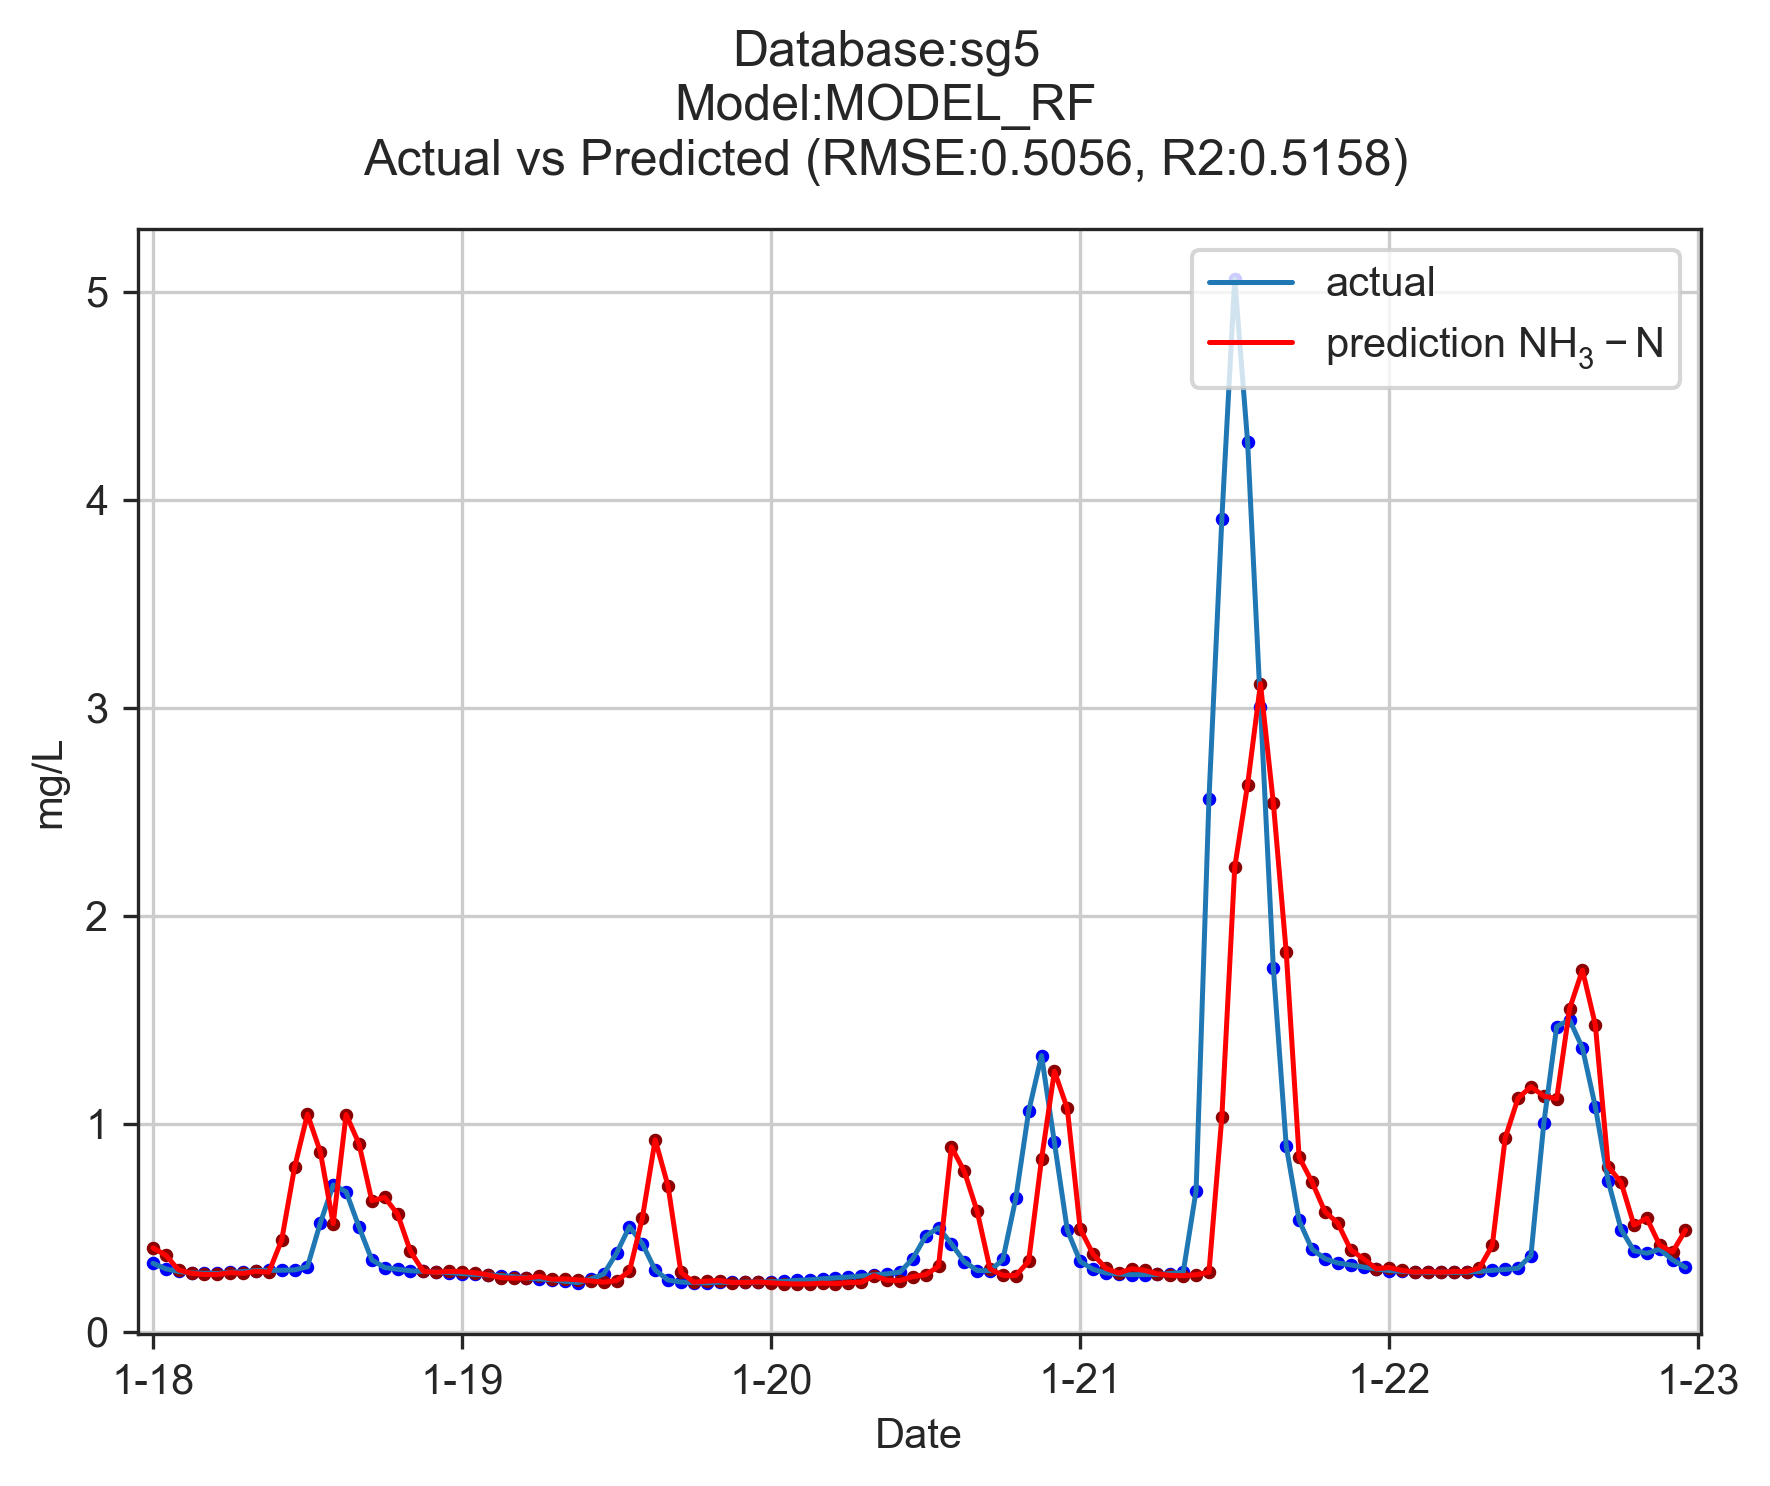 Database:sg5
Model:MODEL_RF
Actual vs Predicted (RMSE:0.5056, R2:0.5158)
actual
prediction NH₃ − N
5
4
3
2
1
0
mg/L
1-18 1-19 1-20 1-21 1-22 1-23
Date